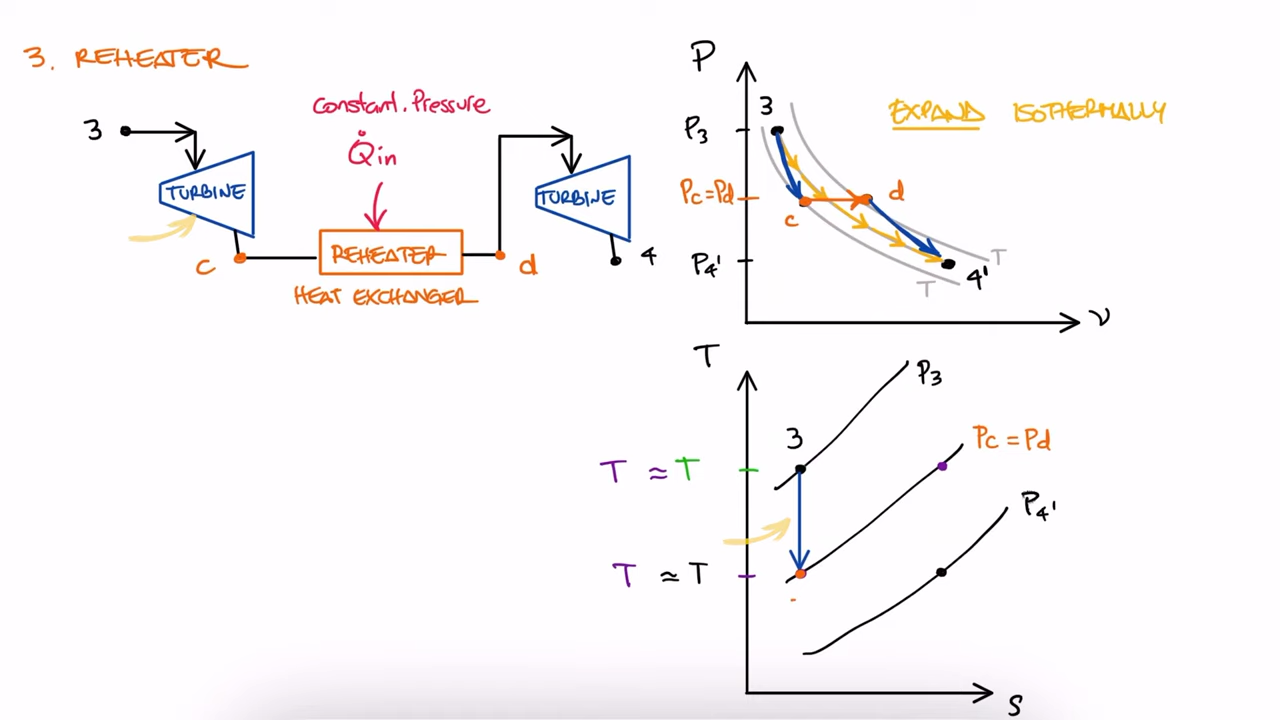 3. REHEATER
Constant. Pressure
Q̇in
3
TURBINE
TURBINE
REHEATER
c
d
4
HEAT EXCHANGER
P
3
EXPAND ISOTHERMALLY
P3
Pc=Pd
c
d
P4'
4'
T
T
ν
T
P3
3
Pc=Pd
T ≈ T
P4'
T ≈ T
s